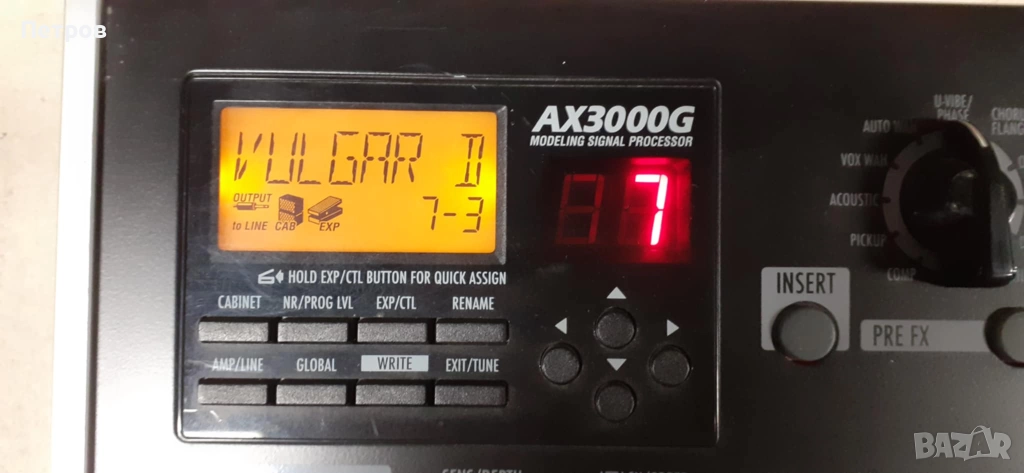 Петров
VULGAR D
OUTPUT
to LINE CAB EXP
7-3
AX3000G
MODELING SIGNAL PROCESSOR
7
HOLD EXP/CTL BUTTON FOR QUICK ASSIGN
CABINET NR/PROG LVL EXP/CTL RENAME
AMP/LINE GLOBAL WRITE EXIT/TUNE
U-VIBE/
PHASE
VOX WAH
ACOUSTIC
PICKUP
COMP
INSERT
PRE FX
BAZAR